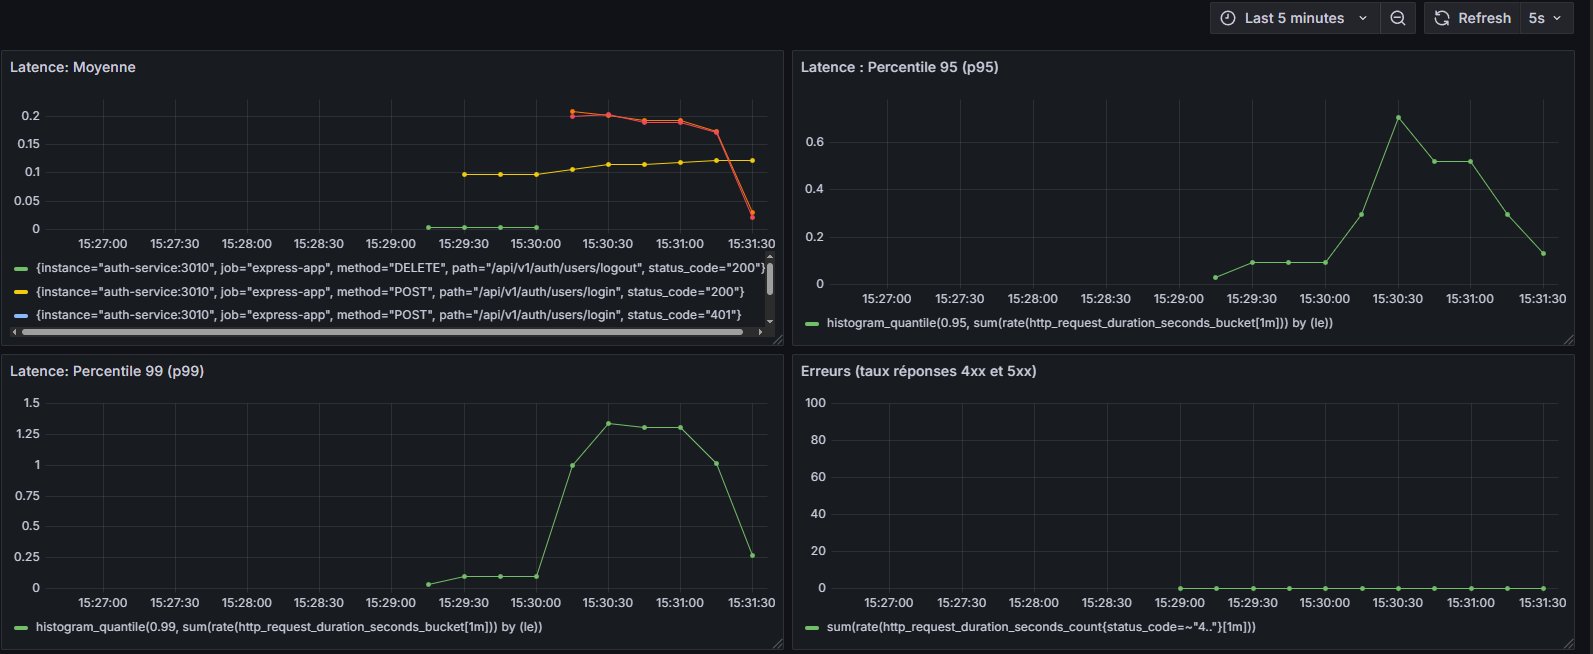 Last 5 minutes
Refresh
5s
Latence: Moyenne
0.2
0.15
0.1
0.05
0
15:27:00 15:27:30 15:28:00 15:28:30 15:29:00 15:29:30 15:30:00 15:30:30 15:31:00 15:31:30
{instance="auth-service:3010", job="express-app", method="DELETE", path="/api/v1/auth/users/logout", status_code="200"}
{instance="auth-service:3010", job="express-app", method="POST", path="/api/v1/auth/users/login", status_code="200"}
{instance="auth-service:3010", job="express-app", method="POST", path="/api/v1/auth/users/login", status_code="401"}
Latence : Percentile 95 (p95)
0.6
0.4
0.2
0
15:27:00 15:27:30 15:28:00 15:28:30 15:29:00 15:29:30 15:30:00 15:30:30 15:31:00 15:31:30
histogram_quantile(0.95, sum(rate(http_request_duration_seconds_bucket[1m])) by (le))
Latence: Percentile 99 (p99)
1.5
1.25
1
0.75
0.5
0.25
0
15:27:00 15:27:30 15:28:00 15:28:30 15:29:00 15:29:30 15:30:00 15:30:30 15:31:00 15:31:30
histogram_quantile(0.99, sum(rate(http_request_duration_seconds_bucket[1m])) by (le))
Erreurs (taux réponses 4xx et 5xx)
100
80
60
40
20
0
15:27:00 15:27:30 15:28:00 15:28:30 15:29:00 15:29:30 15:30:00 15:30:30 15:31:00 15:31:30
sum(rate(http_request_duration_seconds_count{status_code=~"4.."}[1m]))